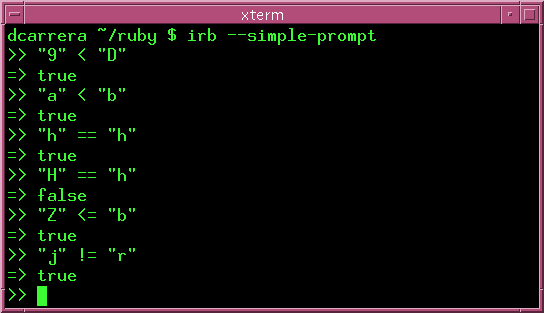 xterm
dcarrera ~/ruby $ irb --simple-prompt
>> "9" < "D"
=> true
>> "a" < "b"
=> true
>> "h" == "h"
=> true
>> "H" == "h"
=> false
>> "Z" <= "b"
=> true
>> "j" != "r"
=> true
>>